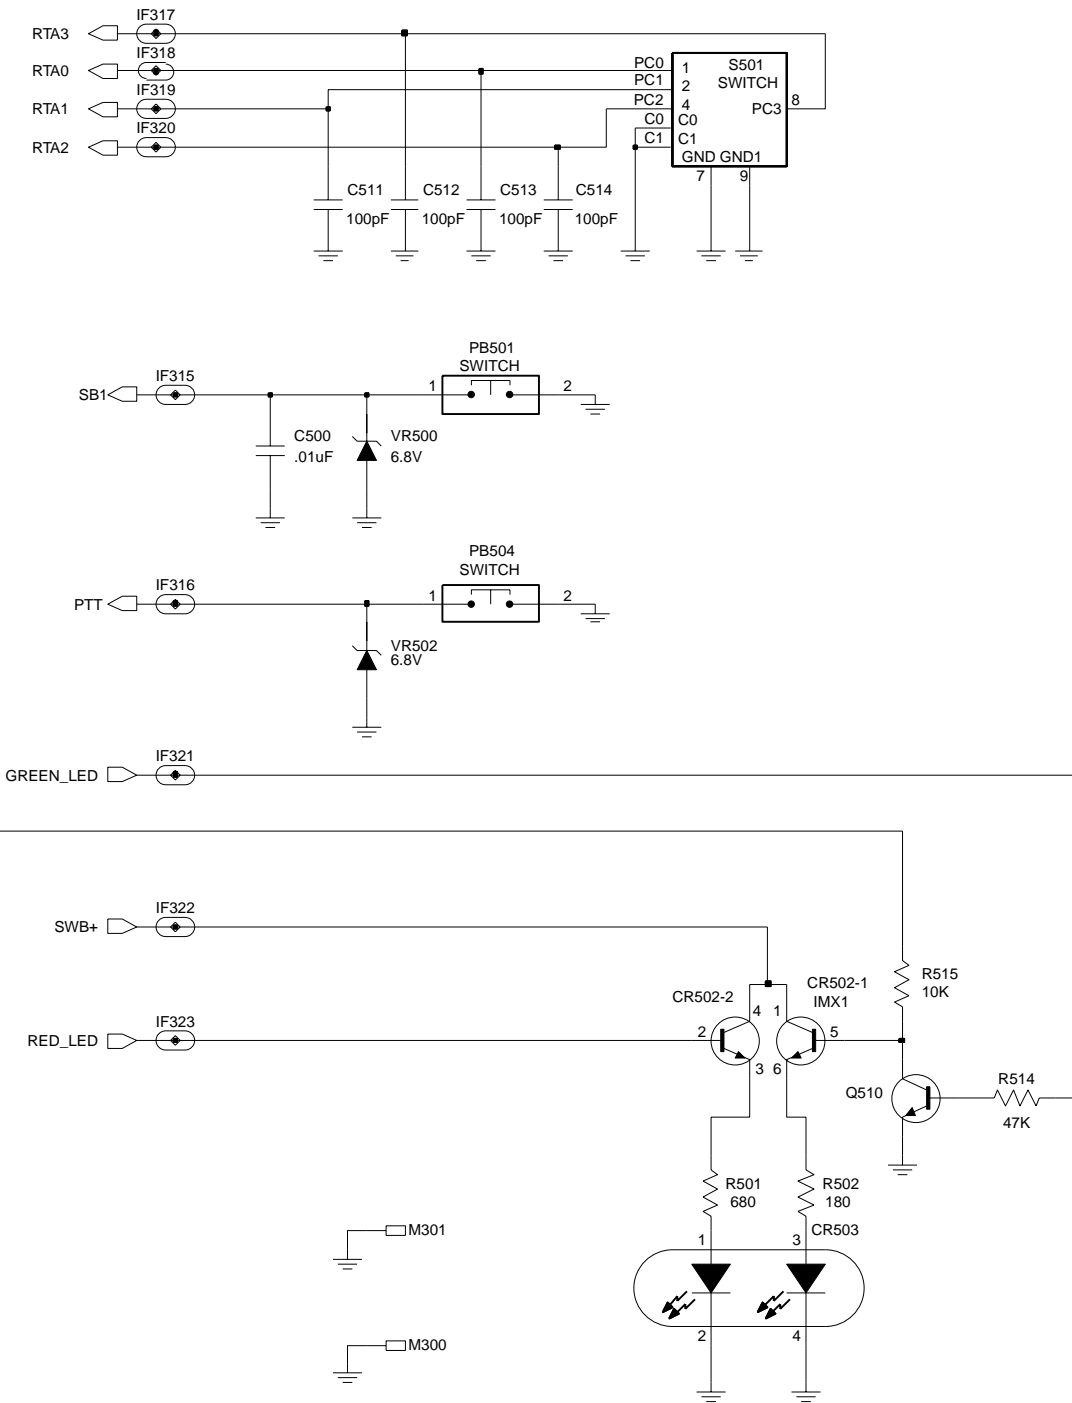 IF317
RTA3
IF318
RTA0
IF319
RTA1
IF320
RTA2
PC0
PC1
PC2
C0
C1
1
2
4
C0
C1
S501
SWITCH
PC3
8
GND GND1
7
9
C511
100pF
C512
100pF
C513
100pF
C514
100pF
PB501
SWITCH
IF315
SB1
1
2
C500
.01uF
VR500
6.8V
PB504
SWITCH
IF316
PTT
1
2
VR502
6.8V
IF321
GREEN_LED
IF322
SWB+
R515
10K
CR502-2
CR502-1
IMX1
4
1
IF323
RED_LED
2
5
3
6
Q510
R514
47K
R501
680
R502
180
CR503
1
3
2
4
M301
M300